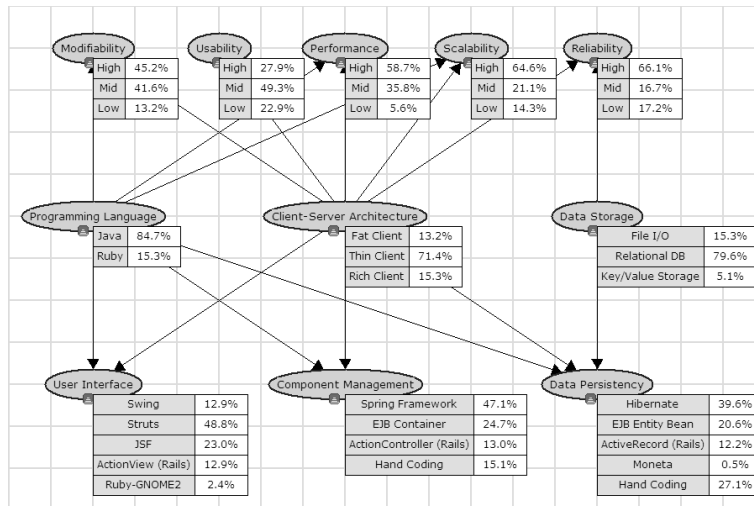 Modifiability Usability Performance Scalability Reliability
High 45.2% High 27.9% High 58.7% High 64.6% High 66.1%
Mid 41.6% Mid 49.3% Mid 35.8% Mid 21.1% Mid 16.7%
Low 13.2% Low 22.9% Low 5.6% Low 14.3% Low 17.2%
Programming Language Client-Server Architecture Data Storage
Java 84.7% Fat Client 13.2% File I/O 15.3%
Ruby 15.3% Thin Client 71.4% Relational DB 79.6%
Rich Client 15.3% Key/Value Storage 5.1%
User Interface Component Management Data Persistency
Swing 12.9% Spring Framework 47.1% Hibernate 39.6%
Struts 48.8% EJB Container 24.7% EJB Entity Bean 20.6%
JSF 23.0% ActionController (Rails) 13.0% ActiveRecord (Rails) 12.2%
ActionView (Rails) 12.9% Hand Coding 15.1% Moneta 0.5%
Ruby-GNOME2 2.4% Hand Coding 27.1%